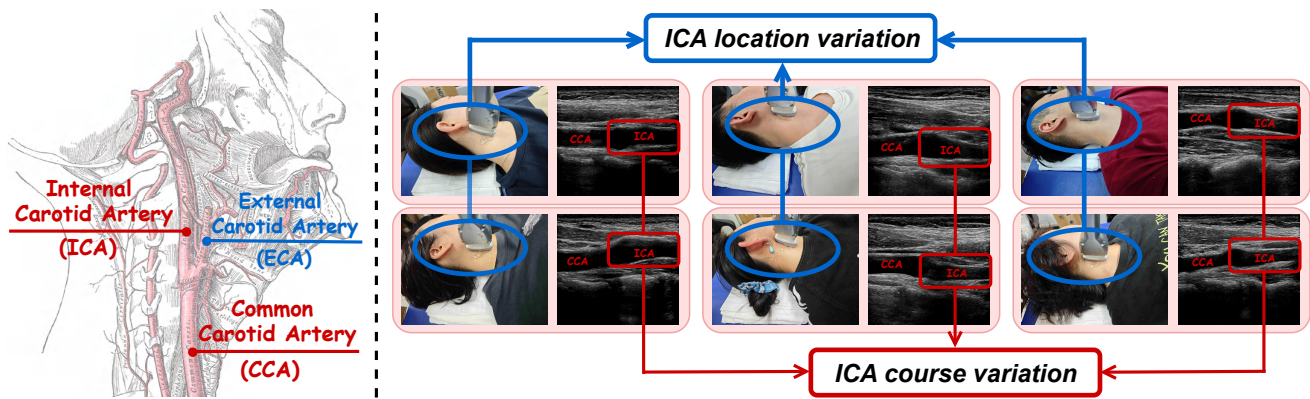 Internal
Carotid Artery
(ICA)
External
Carotid Artery
(ECA)
Common
Carotid Artery
(CCA)
ICA location variation
CCA ICA
CCA ICA
CCA ICA
CCA ICA
CCA ICA
CCA ICA
ICA course variation